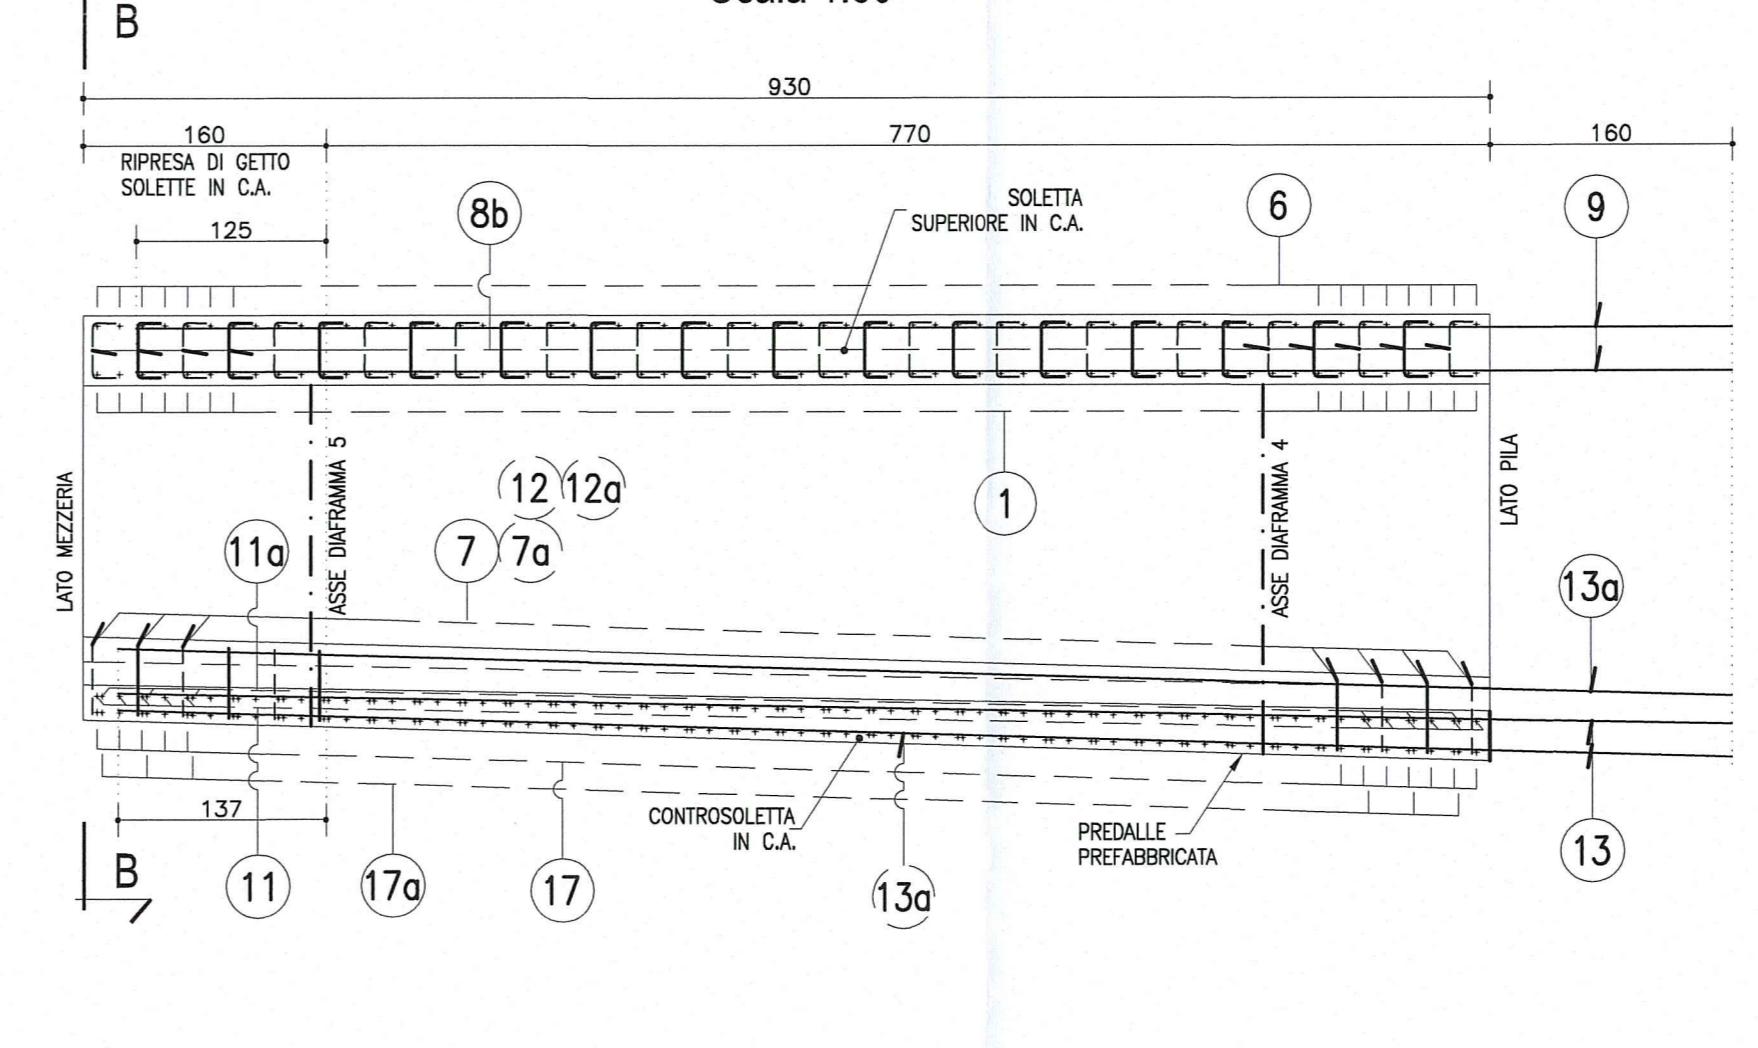 B
930
160
770
160
RIPRESA DI GETTO
SOLETTE IN C.A.
125
8b
SOLETTA
SUPERIORE IN C.A.
6
9
LATO MEZZERIA
ASSE DIAFRAMMA 5
12
12a
1
ASSE DIAFRAMMA 4
LATO PILA
11a
7
7a
13a
137
CONTROSOLETTA
IN C.A.
PREDALLE
PREFABBRICATA
13
B
11
17a
17
13a